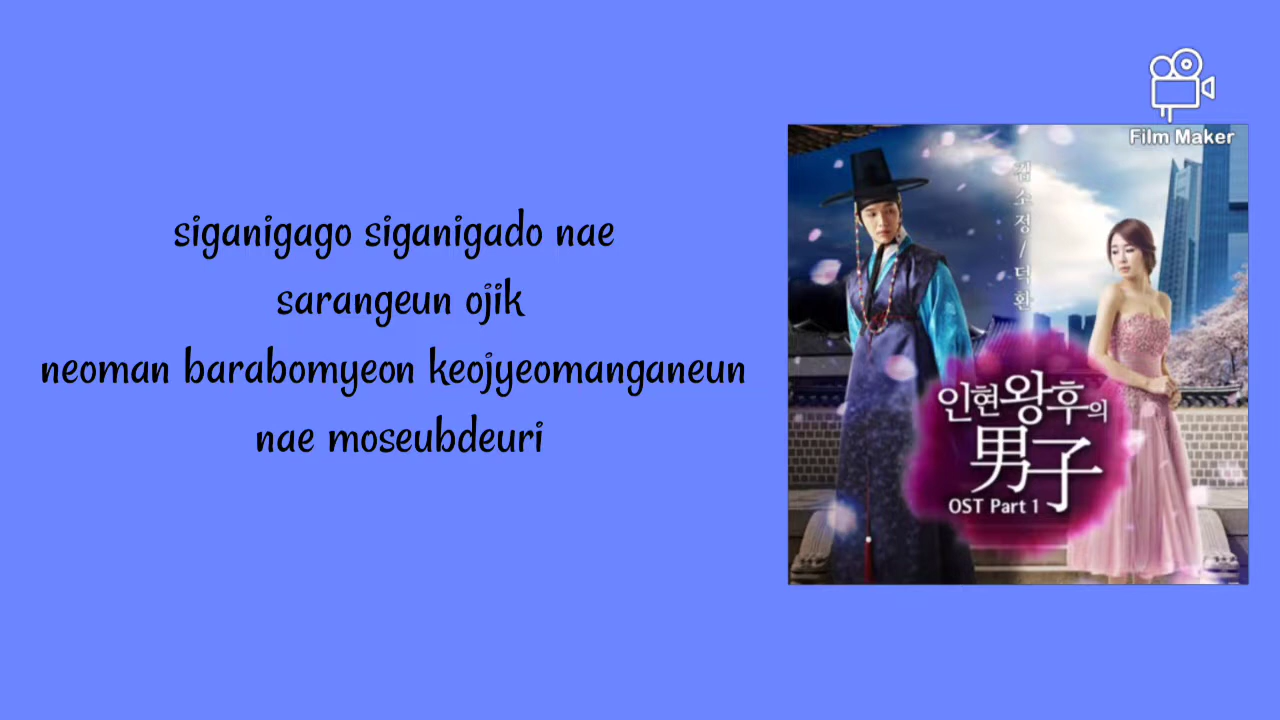 siganigago siganigado nae
sarangeun ojik
neoman barabomyeon keojyeomanganeun
nae moseubdeuri
Film Maker
김소정/덕환
인현왕후의
男子
OST Part 1